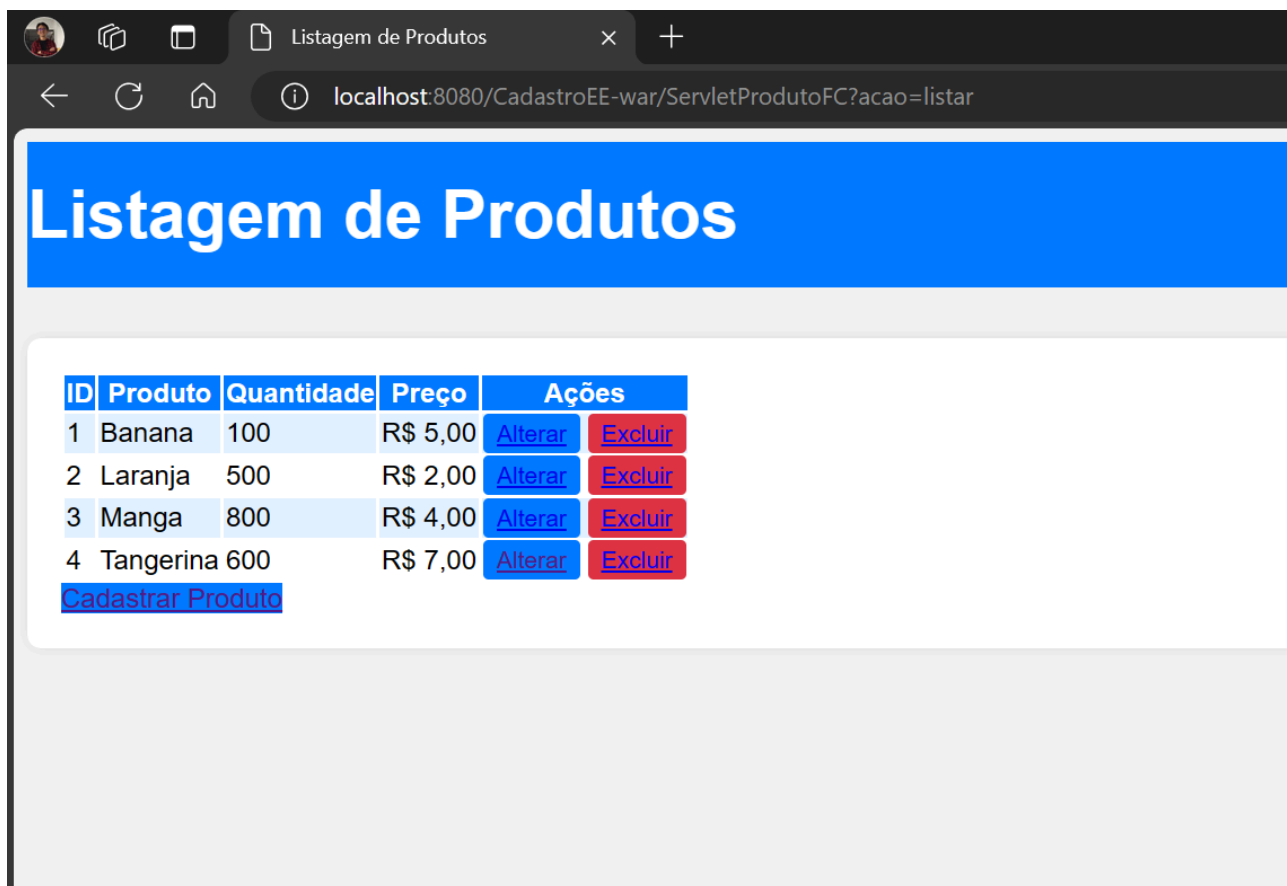 Listagem de Produtos
localhost:8080/CadastroEE-war/ServletProdutoFC?acao=listar
Listagem de Produtos
ID Produto Quantidade Preço Ações
1 Banana 100 R$ 5,00 Alterar Excluir
2 Laranja 500 R$ 2,00 Alterar Excluir
3 Manga 800 R$ 4,00 Alterar Excluir
4 Tangerina 600 R$ 7,00 Alterar Excluir
Cadastrar Produto